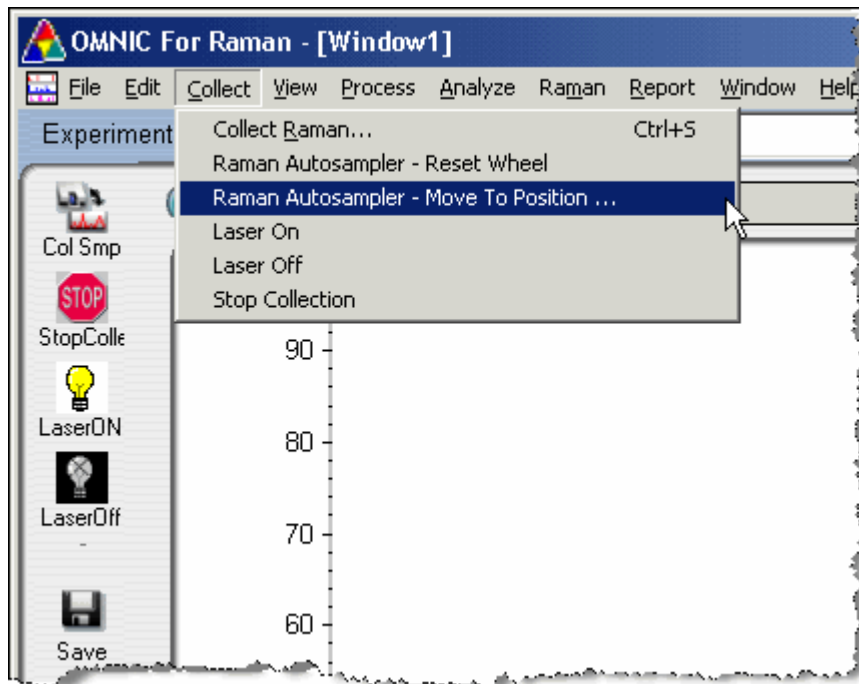 OMNIC For Raman - [Window1]
File Edit Collect View Process Analyze Raman Report Window Help
Experiment
Collect Raman... Ctrl+S
Raman Autosampler - Reset Wheel
Raman Autosampler - Move To Position ...
Laser On
Laser Off
Stop Collection
Col Smp
STOP
StopColle
LaserON
LaserOff
-
Save
90
80
70
60